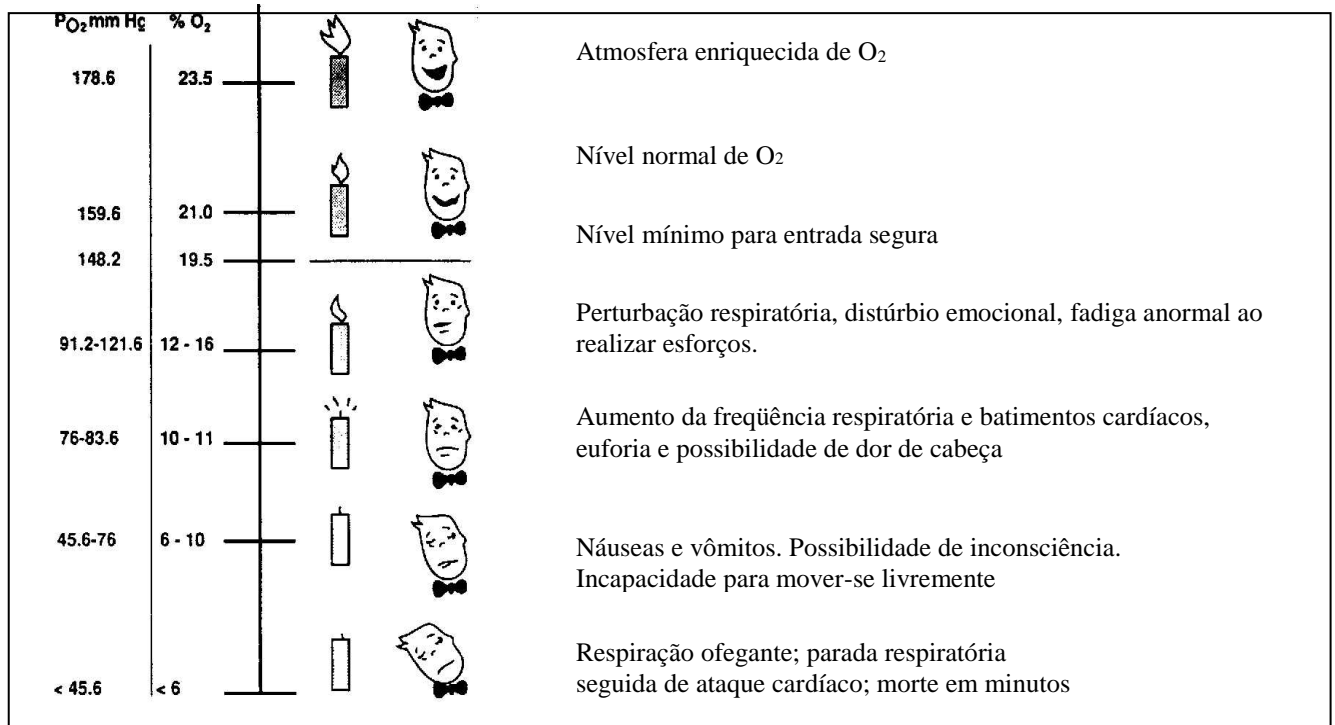 PO₂mm Hg % O₂
178.6 23.5 Atmosfera enriquecida de O₂
Nível normal de O₂
159.6 21.0
Nível mínimo para entrada segura
148.2 19.5
Perturbação respiratória, distúrbio emocional, fadiga anormal ao
realizar esforços.
91.2-121.6 12 - 16
Aumento da freqüência respiratória e batimentos cardíacos,
euforia e possibilidade de dor de cabeça
76-83.6 10 - 11
45.6-76 6 - 10
Náuseas e vômitos. Possibilidade de inconsciência.
Incapacidade para mover-se livremente
Respiração ofegante; parada respiratória
seguida de ataque cardíaco; morte em minutos
< 45.6 < 6